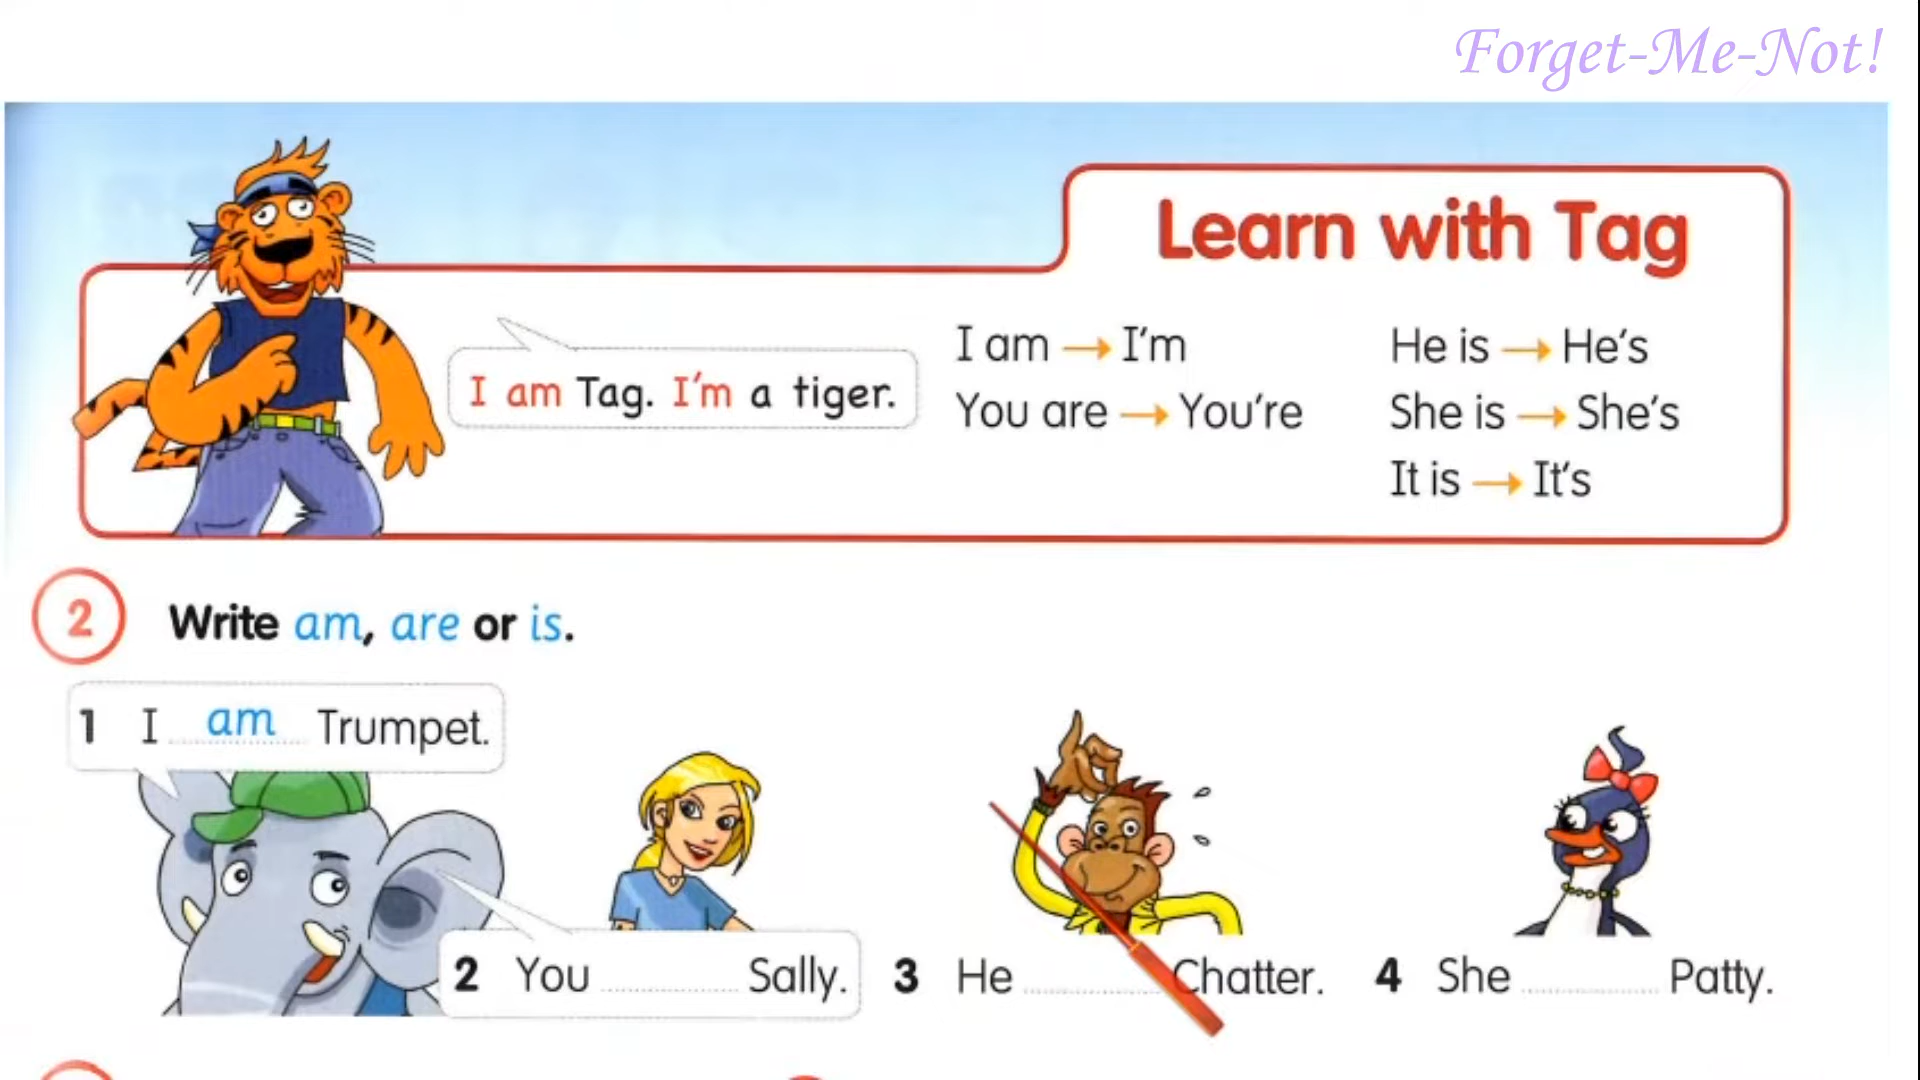 Forget-Me-Not!
Learn with Tag
I am Tag. I'm a tiger.
I am → I'm
You are → You're
He is → He's
She is → She's
It is → It's
2 Write am, are or is.
1 I am Trumpet.
2 You .............. Sally.
3 He .............. Chatter.
4 She .............. Patty.